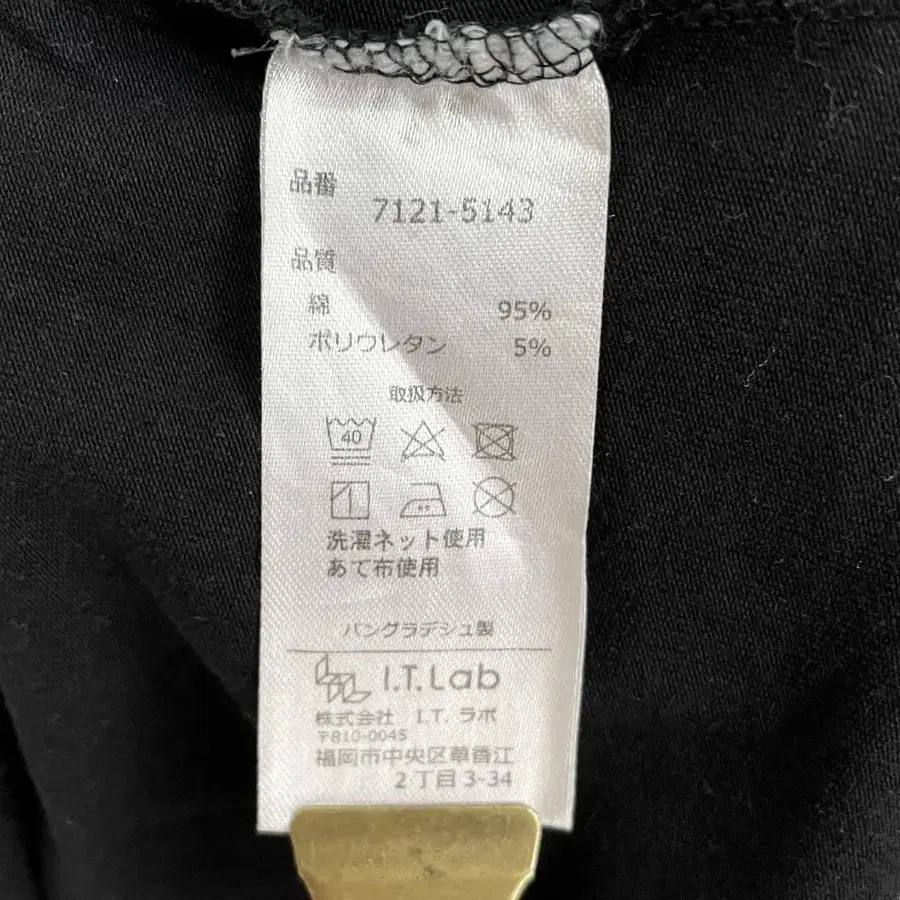 品番
7121-5143
品質
綿 95%
ポリウレタン 5%
取扱方法
40
洗濯ネット使用
あて布使用
バングラデシュ製
I.T.Lab
株式会社 I.T. ラボ
〒810-0045
福岡市中央区草香江
2丁目3-34